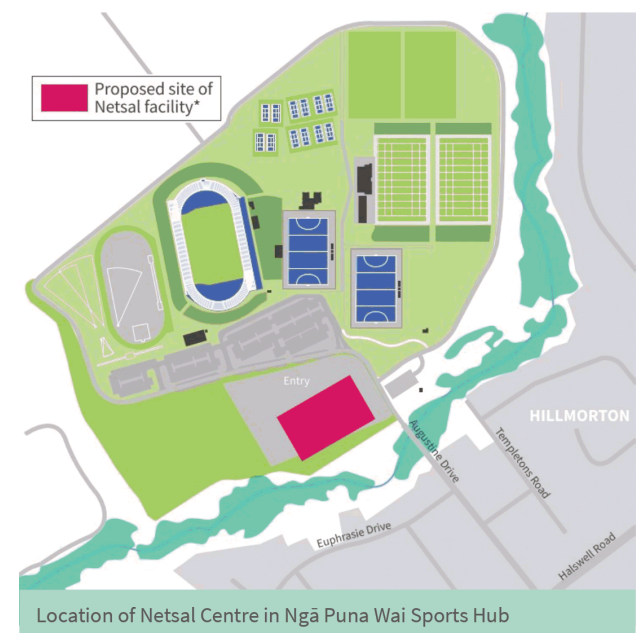 Proposed site of
Netsal facility*
Entry
HILLMORTON
Augustine Drive
Templetons Road
Euphrasie Drive
Halswell Road
Location of Netsal Centre in Ngā Puna Wai Sports Hub